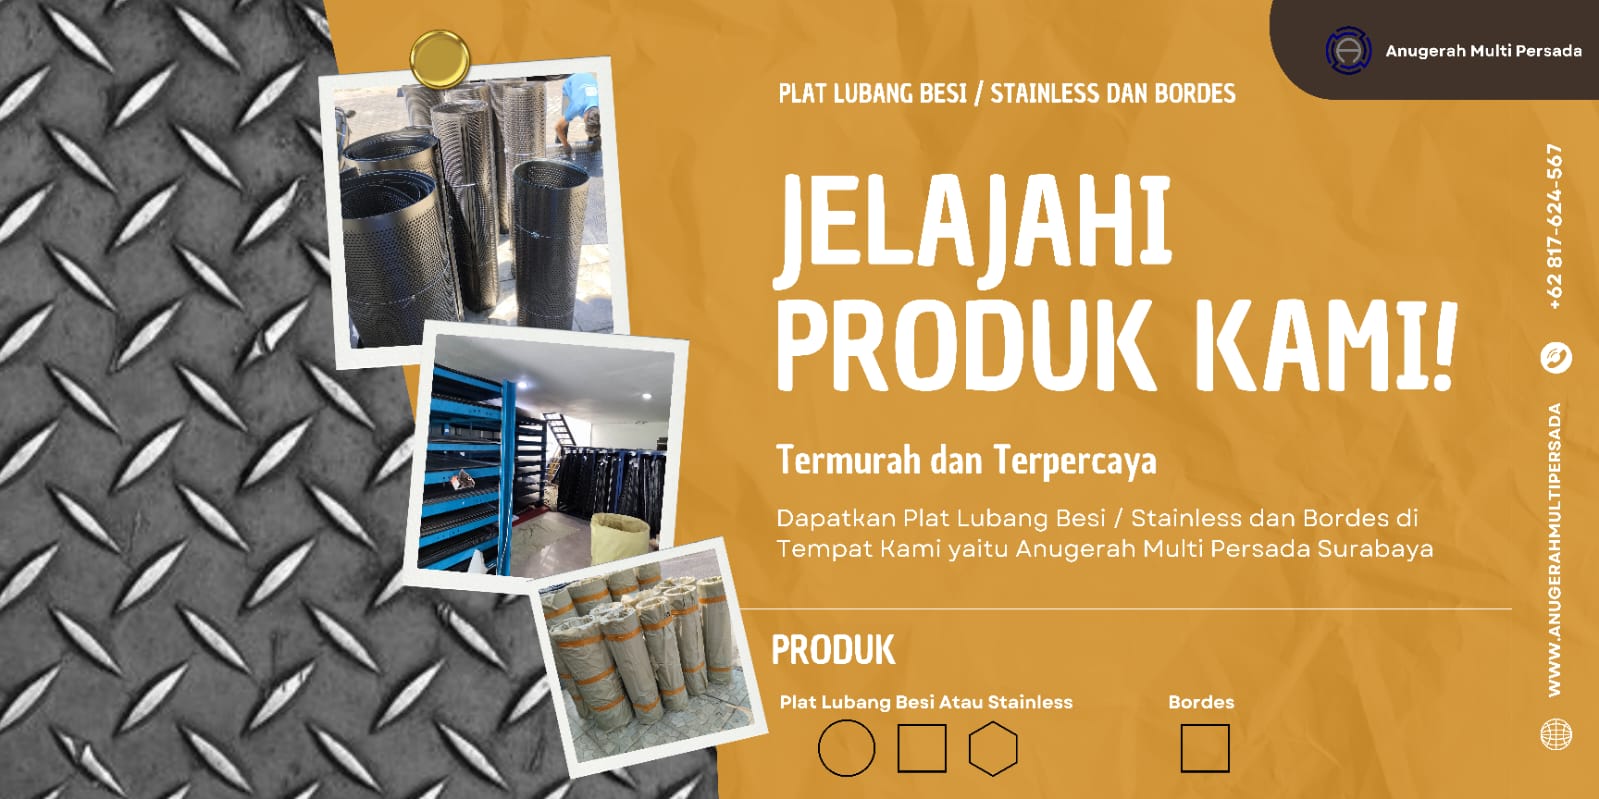 Anugerah Multi Persada
PLAT LUBANG BESI / STAINLESS DAN BORDES
JELAJAHI
PRODUK KAMI!
Termurah dan Terpercaya
Dapatkan Plat Lubang Besi / Stainless dan Bordes di
Tempat Kami yaitu Anugerah Multi Persada Surabaya
PRODUK
Plat Lubang Besi Atau Stainless
Bordes
+62 817-624-567
WWW.ANUGERAHMULTIPERSADA